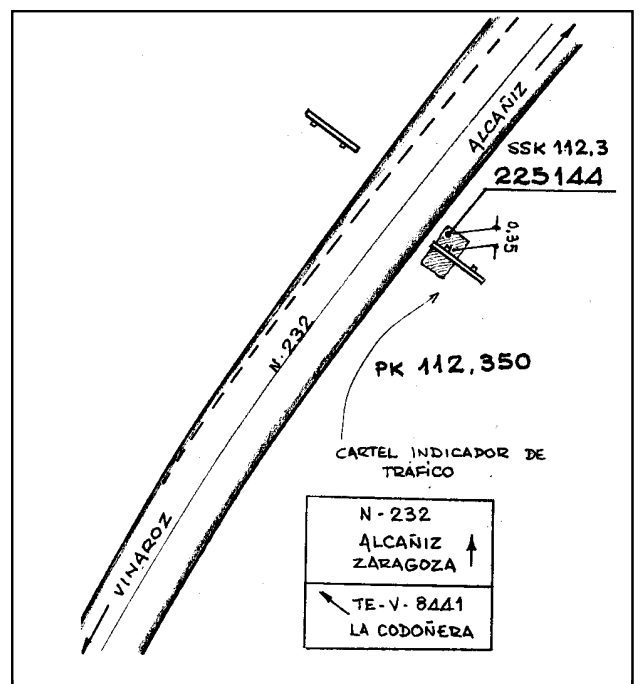 ALCAÑIZ
SSK 112,3
225144
0,35
N-232
PK 112,350
CARTEL INDICADOR DE
TRÁFICO
VINAROZ
N-232
ALCAÑIZ
ZARAGOZA
TE-V-8441
LA CODOÑERA